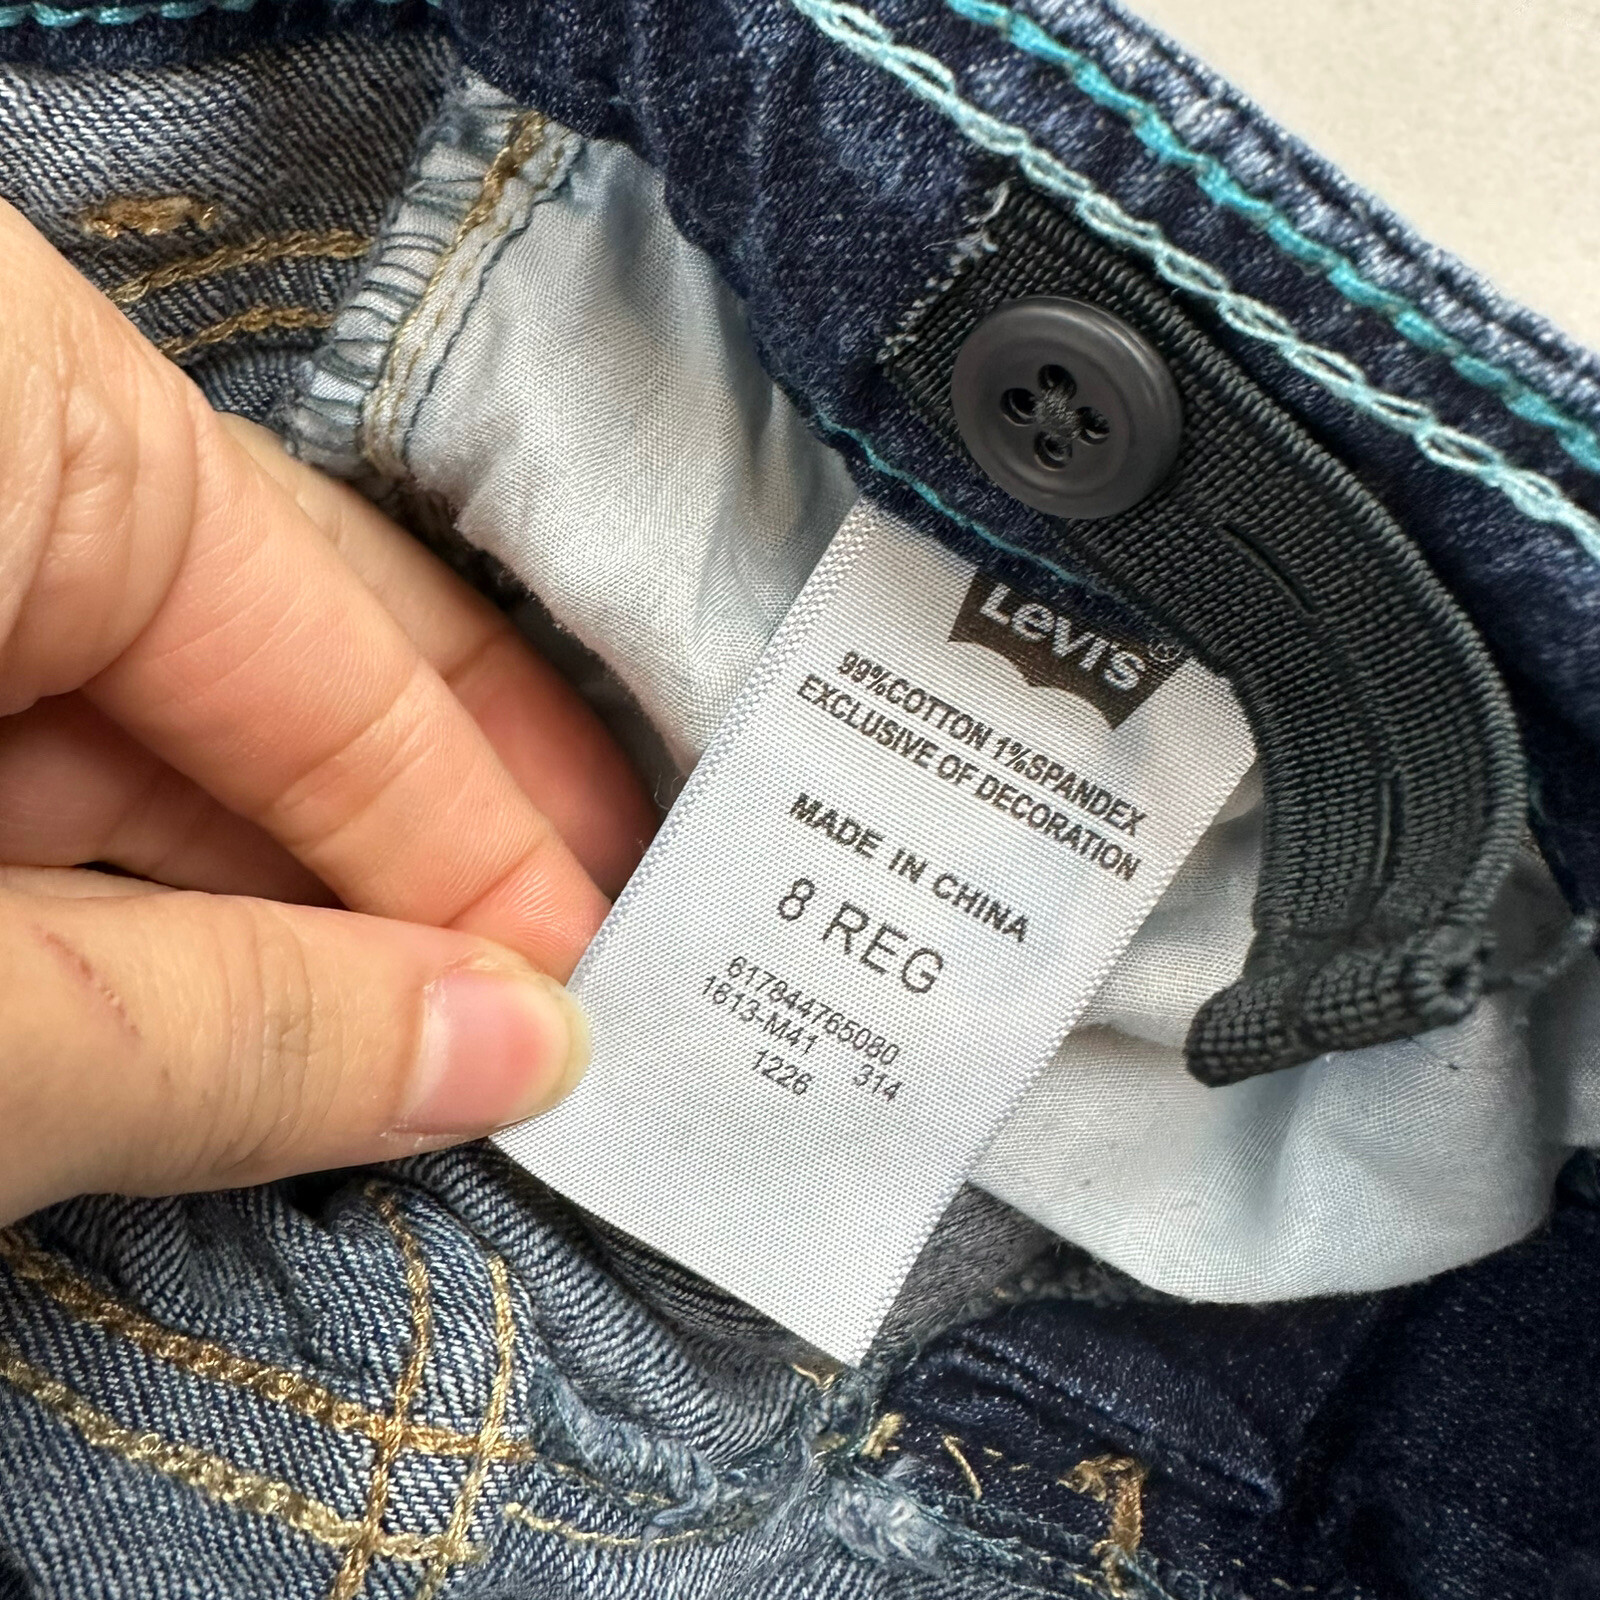 LEVI'S®
99%COTTON 1%SPANDEX
EXCLUSIVE OF DECORATION
MADE IN CHINA
8 REG
617844765080
1613-M41 314
1226